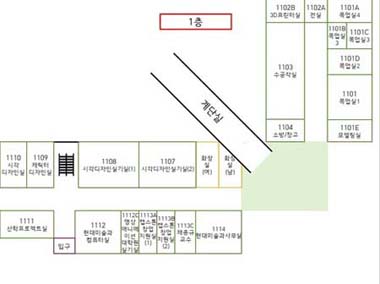 1층
1102B
3D프린터실
1102A
전실
1101A
목업실4
1101B
목업실
3
1101C
목업실3
1103
수공작실
1101D
목업실2
1101
목업실1
계단실
1104
소방/창고
1101E
모델링실
1110
시각
디자인실
1109
캐릭터
디자인실
1108
시각디자인실기실(1)
1107
시각디자인실기실(2)
화장
실
(여)
화장
실
(남)
1111
산학프로젝트실
입구
1112
현대미술과
컴퓨터실
1112C
영상
애니메
이션
대학원
실기실
1113A
캡스톤
창업
지원실
(1)
1113B
캡스톤
창업
지원실
(2)
1113C
교수
1114
현대미술과사무실